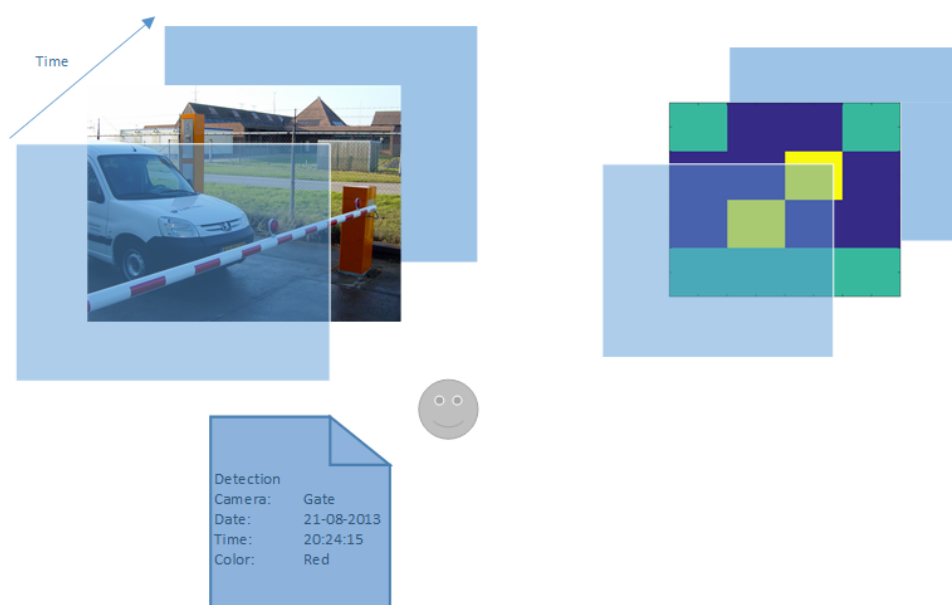 Time
Detection
Camera: Gate
Date: 21-08-2013
Time: 20:24:15
Color: Red